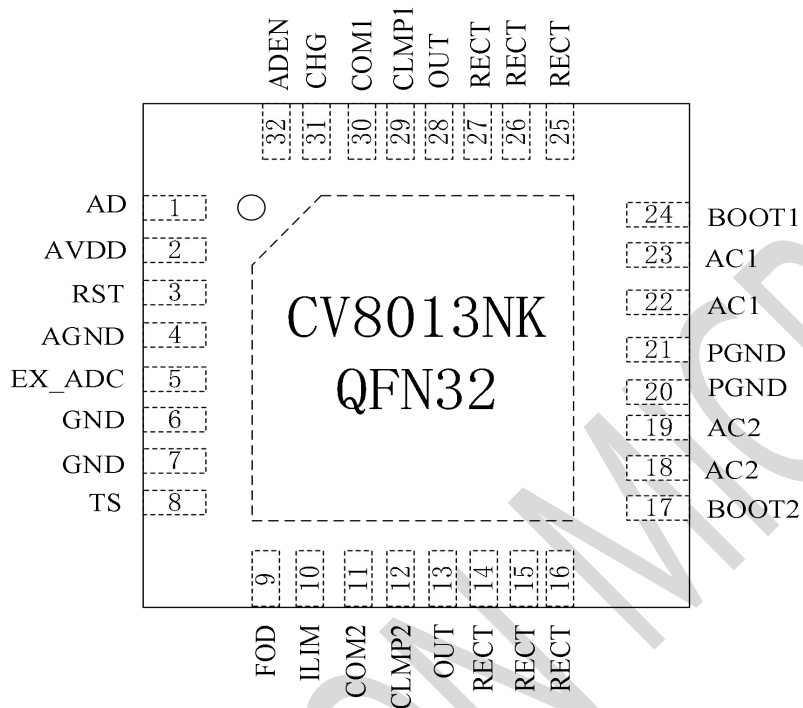 ADEN
CHG
COM1
CLMP1
OUT
RECT
RECT
RECT
32
31
30
29
28
27
26
25
AD 1
AVDD 2
RST 3
AGND 4
EX_ADC 5
GND 6
GND 7
TS 8
24 BOOT1
23 AC1
22 AC1
21 PGND
20 PGND
19 AC2
18 AC2
17 BOOT2
CV8013NK
QFN32
9
10
11
12
13
14
15
16
FOD
ILIM
COM2
CLMP2
OUT
RECT
RECT
RECT